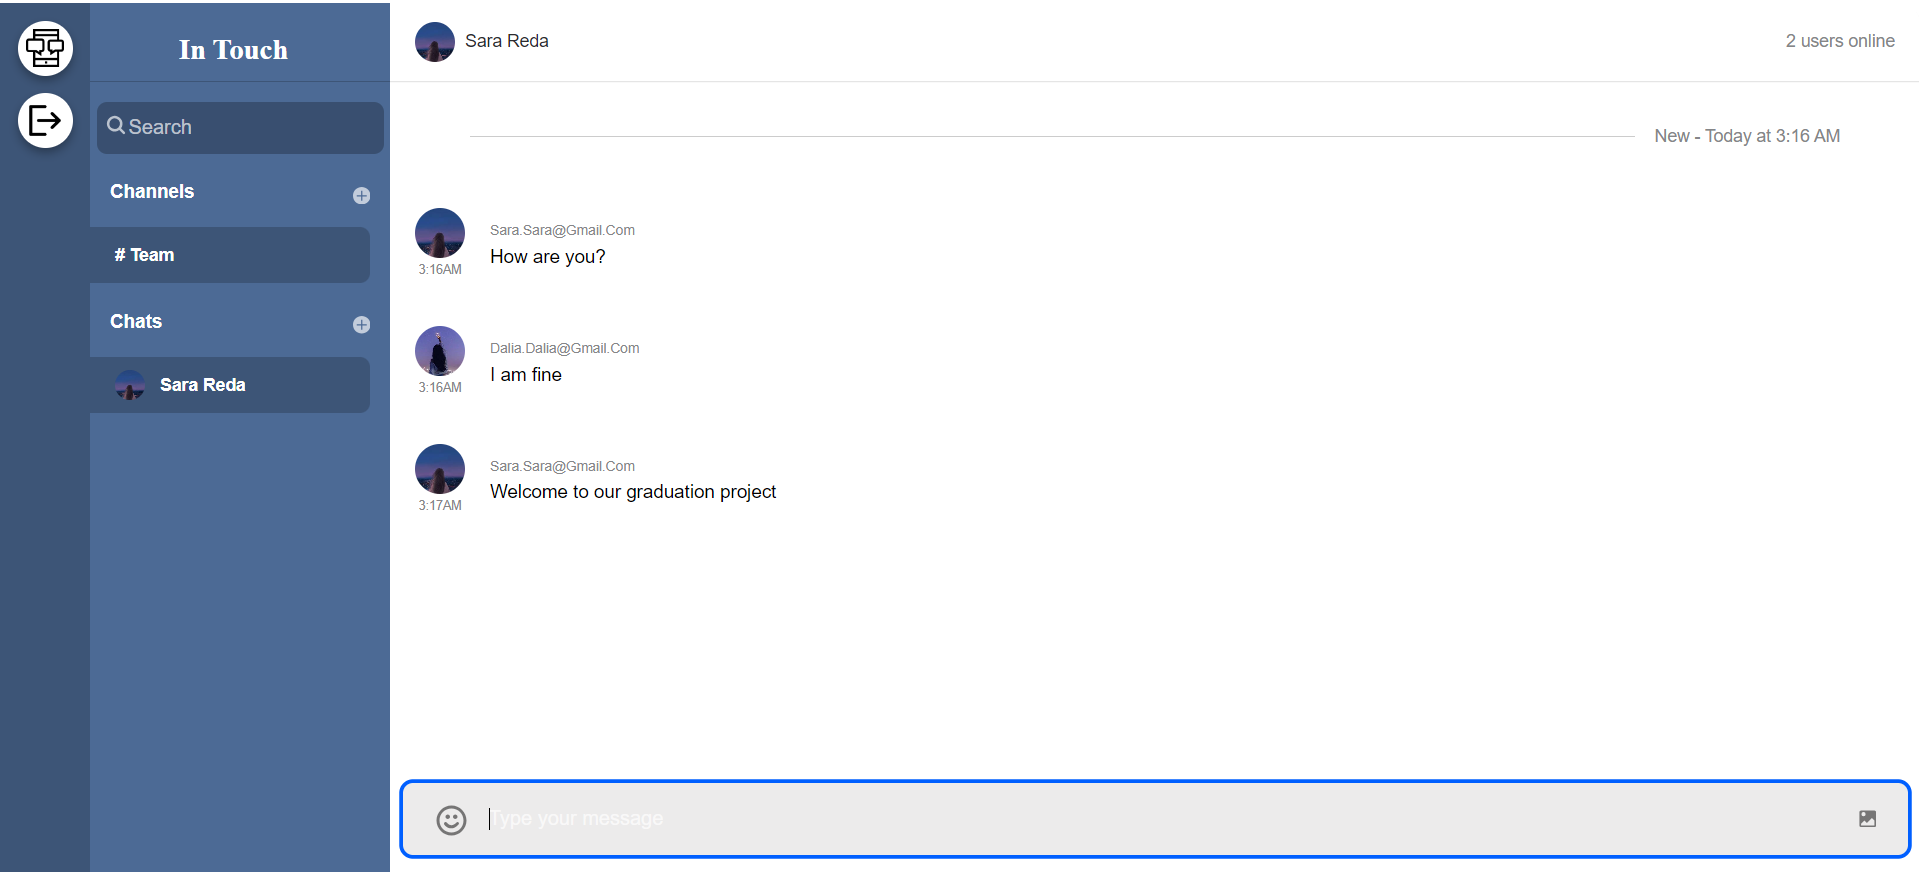 In Touch
Search
Channels
# Team
Chats
Sara Reda
Sara Reda
2 users online
New - Today at 3:16 AM
Sara.Sara@Gmail.Com
How are you?
3:16AM
Dalia.Dalia@Gmail.Com
I am fine
3:16AM
Sara.Sara@Gmail.Com
Welcome to our graduation project
3:17AM
Type your message